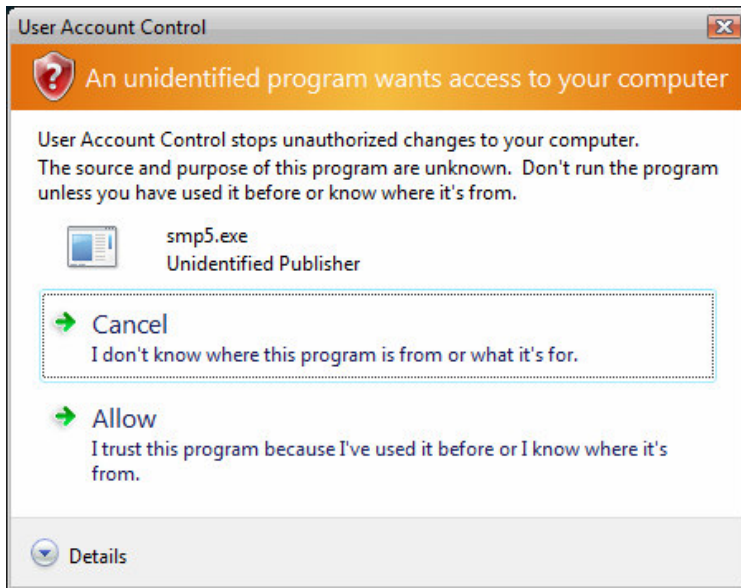 User Account Control
An unidentified program wants access to your computer
User Account Control stops unauthorized changes to your computer.
The source and purpose of this program are unknown. Don't run the program
unless you have used it before or know where it's from.
smp5.exe
Unidentified Publisher
Cancel
I don't know where this program is from or what it's for.
Allow
I trust this program because I've used it before or I know where it's
from.
Details